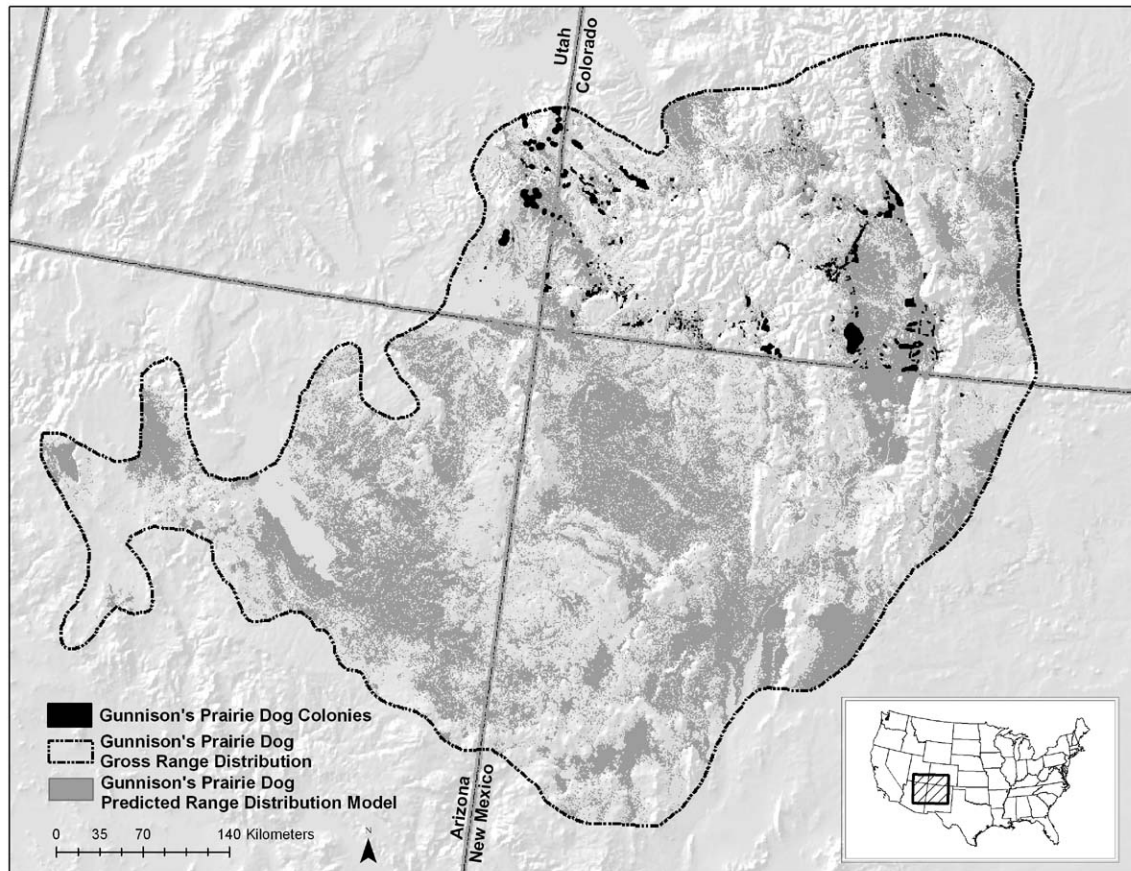 Utah
Colorado
Gunnison's Prairie Dog Colonies
Gunnison's Prairie Dog
Gross Range Distribution
Gunnison's Prairie Dog
Predicted Range Distribution Model
0 35 70 140 Kilometers
N
Arizona
New Mexico